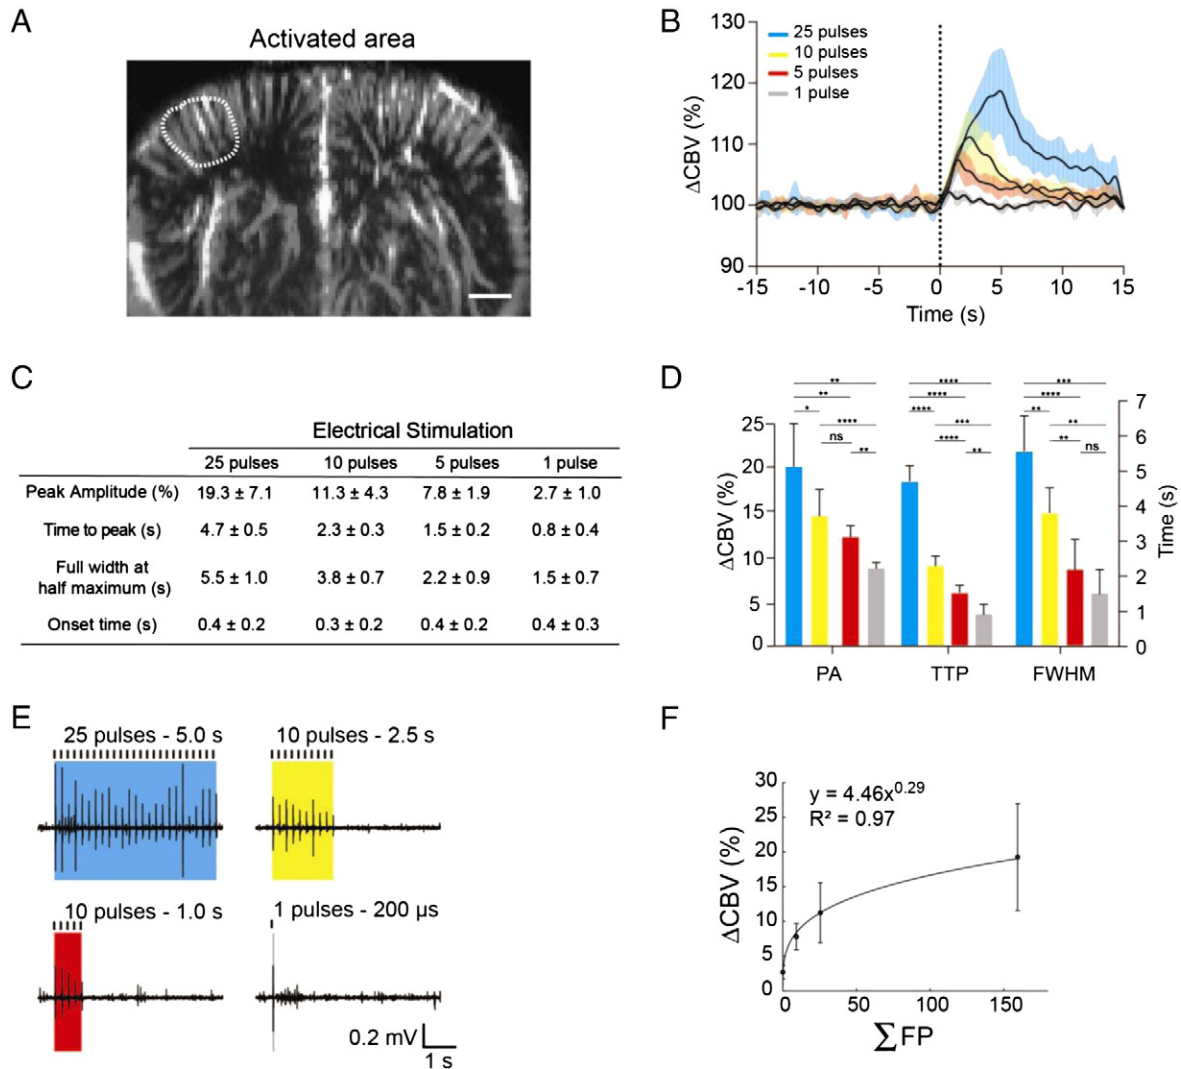 A
Activated area
B
130
120
110
100
90
ΔCBV (%)
25 pulses
10 pulses
5 pulses
1 pulse
-15 -10 -5 0 5 10 15
Time (s)
C
Electrical Stimulation
25 pulses 10 pulses 5 pulses 1 pulse
Peak Amplitude (%) 19.3 ± 7.1 11.3 ± 4.3 7.8 ± 1.9 2.7 ± 1.0
Time to peak (s) 4.7 ± 0.5 2.3 ± 0.3 1.5 ± 0.2 0.8 ± 0.4
Full width at
half maximum (s) 5.5 ± 1.0 3.8 ± 0.7 2.2 ± 0.9 1.5 ± 0.7
Onset time (s) 0.4 ± 0.2 0.3 ± 0.2 0.4 ± 0.2 0.4 ± 0.3
D
25
20
15
10
5
0
ΔCBV (%)
** **** ***
** **** ****
* **** **
**** *** **
ns **** **
** ** ns
7
6
5
4
3
2
1
0
Time (s)
PA TTP FWHM
E
25 pulses - 5.0 s
10 pulses - 2.5 s
10 pulses - 1.0 s
1 pulses - 200 µs
0.2 mV
1 s
F
30
25
20
15
10
5
0
ΔCBV (%)
y = 4.46x^0.29
R² = 0.97
0 50 100 150
∑FP